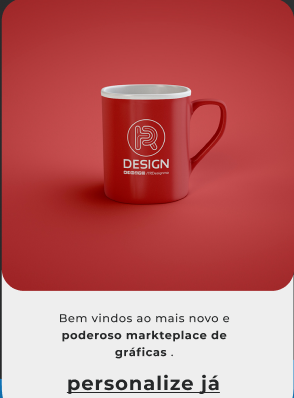 R
DESIGN
Bem vindos ao mais novo e
poderoso markteplace de
gráficas .
personalize já